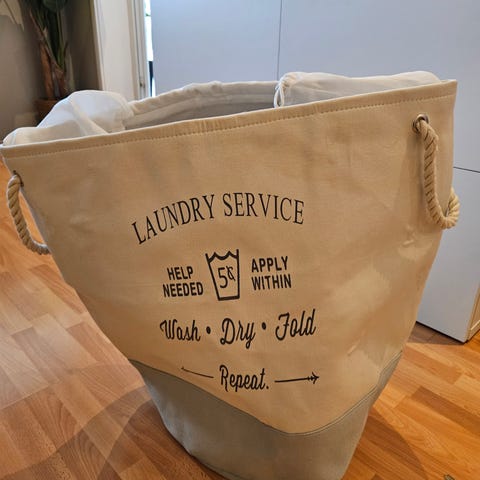 LAUNDRY SERVICE
HELP NEEDED
5¢
APPLY WITHIN
Wash • Dry • Fold
Repeat.